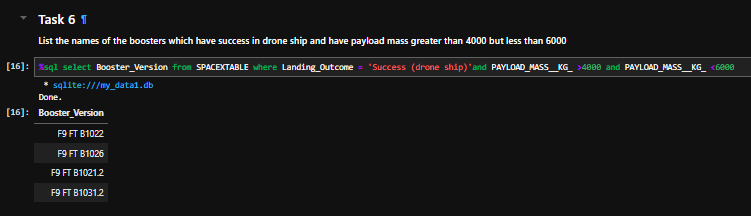 Task 6 ¶
List the names of the boosters which have success in drone ship and have payload mass greater than 4000 but less than 6000
[16]: %sql select Booster_Version from SPACEXTABLE where Landing_Outcome = 'Success (drone ship)'and PAYLOAD_MASS__KG_ >4000 and PAYLOAD_MASS__KG_ <6000
* sqlite:///my_data1.db
Done.
[16]: Booster_Version
F9 FT B1022
F9 FT B1026
F9 FT B1021.2
F9 FT B1031.2